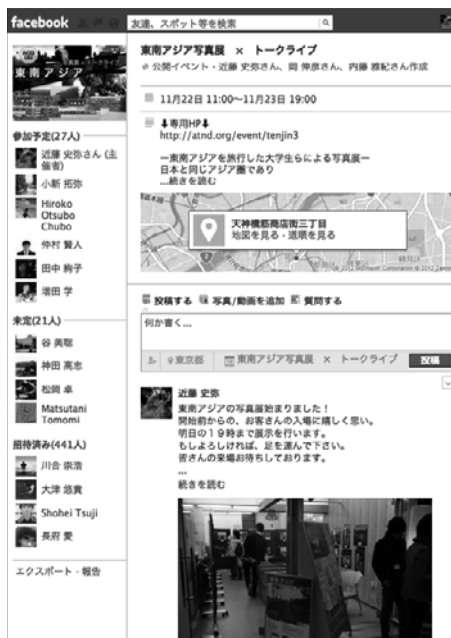 facebook
友達、スポット等を検索
東南アジア
東南アジア写真展 × トークライブ
公開イベント・近藤 史弥さん、岡 伸彦さん、内藤 雅紀さん作成
11月22日 11:00〜11月23日 19:00
⬇専用HP⬇
http://atnd.org/event/tenjin3
ー東南アジアを旅行した大学生らによる写真展ー
日本と同じアジア圏であり
...続きを読む
天神橋筋商店街三丁目
地図を見る・道順を見る
参加予定(27人)
近藤 史弥さん (主
催者)
小新 拓弥
Hiroko
Otsubo
Chubo
仲村 賢人
田中 絢子
増田 学
未定(21人)
谷 美聡
神田 高志
松岡 卓
Matsutani
Tomomi
招待済み(441人)
川合 崇浩
大津 悠貴
Shohei Tsuji
長府 愛
エクスポート・報告
投稿する 写真/動画を追加 質問する
何か書く...
東京都 東南アジア写真展 × トークライブ 投稿
近藤 史弥
東南アジアの写真展始まりました！
開始前からの、お客さんの入場に嬉しく思い。
明日の１９時まで展示を行います。
もしよろしければ、足を運んで下さい。
皆さんの来場お待ちしております。
...
続きを読む